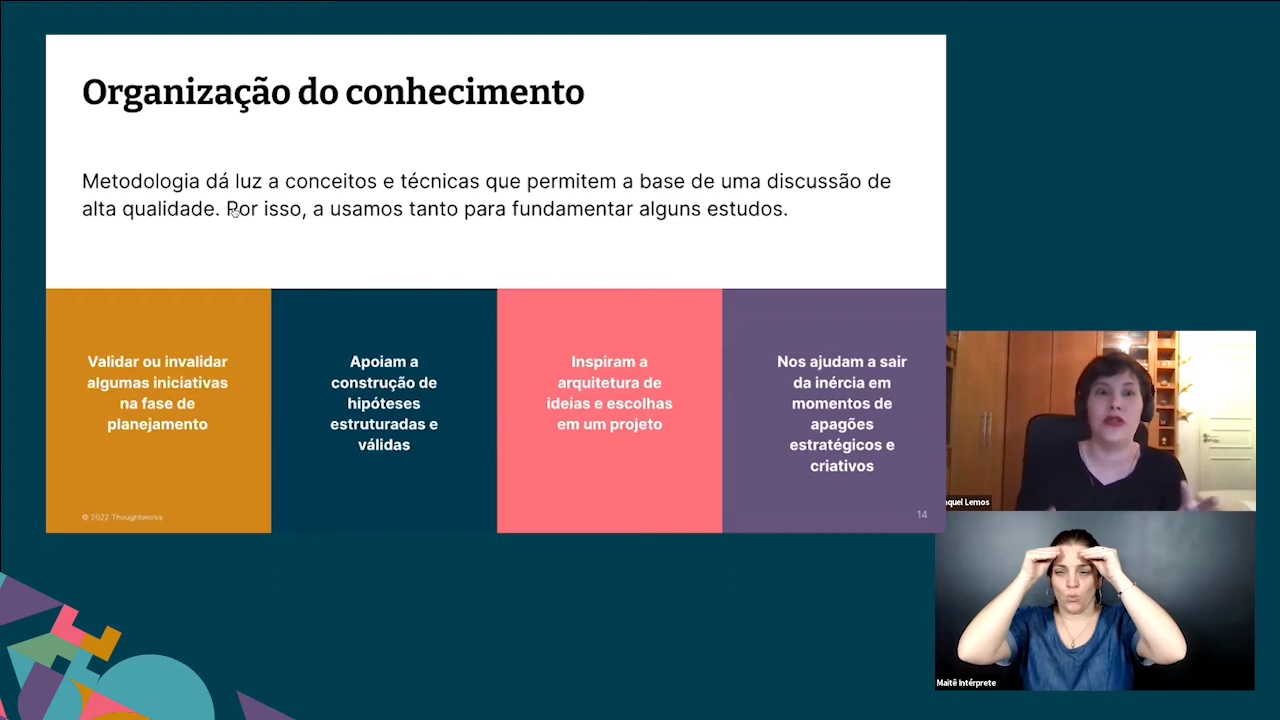 Organização do conhecimento
Metodologia dá luz a conceitos e técnicas que permitem a base de uma discussão de
alta qualidade. Por isso, a usamos tanto para fundamentar alguns estudos.
Validar ou invalidar
algumas iniciativas
na fase de
planejamento
Apoiam a
construção de
hipóteses
estruturadas e
válidas
Inspiram a
arquitetura de
ideias e escolhas
em um projeto
Nos ajudam a sair
da inércia em
momentos de
apagões
estratégicos e
criativos
© 2022 Thoughtworks
14
aquel Lemos
Maitê Intérprete